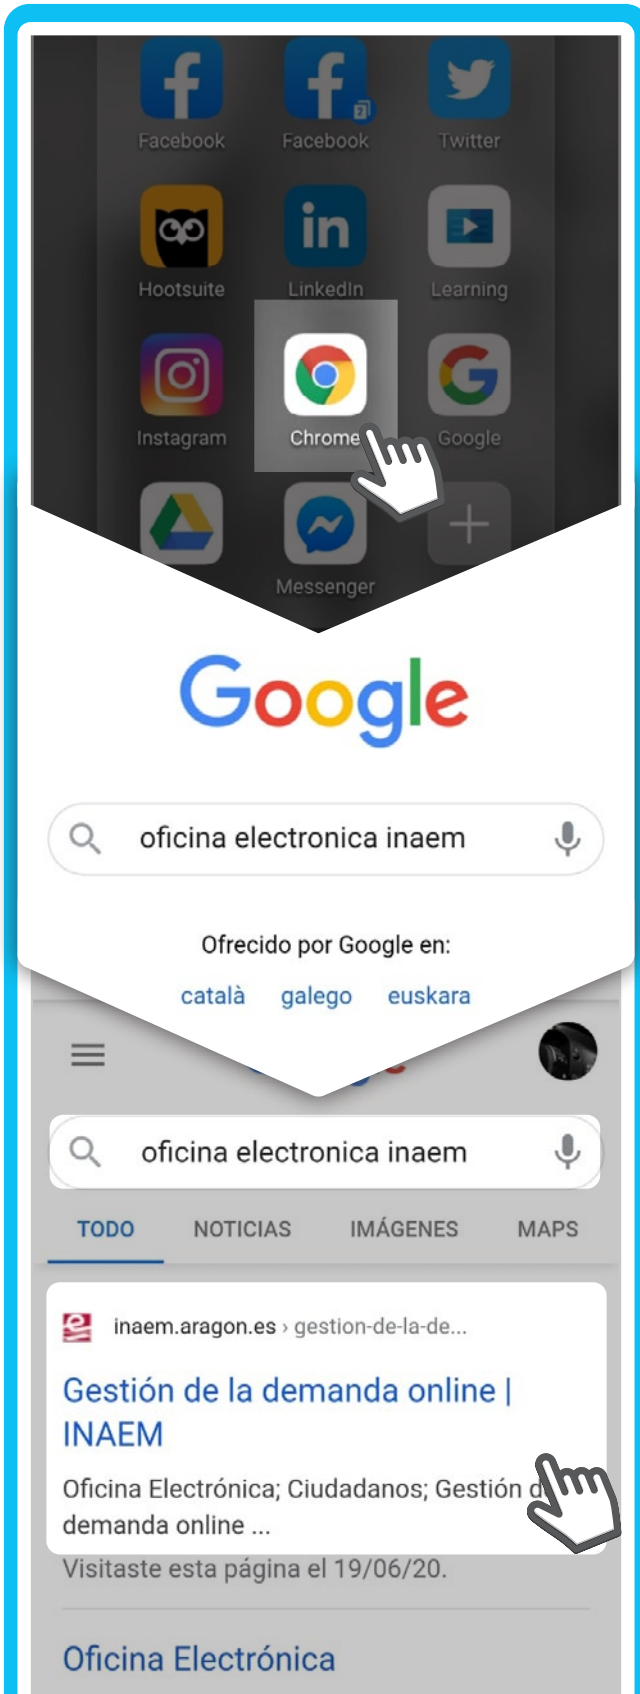 Facebook
Facebook
2
Twitter
Hootsuite
in
LinkedIn
Learning
Instagram
Chrome
Google
Messenger
Google
oficina electronica inaem
Ofrecido por Google en:
català galego euskara
oficina electronica inaem
TODO NOTICIAS IMÁGENES MAPS
inaem.aragon.es › gestion-de-la-de...
Gestión de la demanda online |
INAEM
Oficina Electrónica; Ciudadanos; Gestión d
demanda online ...
Visitaste esta página el 19/06/20.
Oficina Electrónica